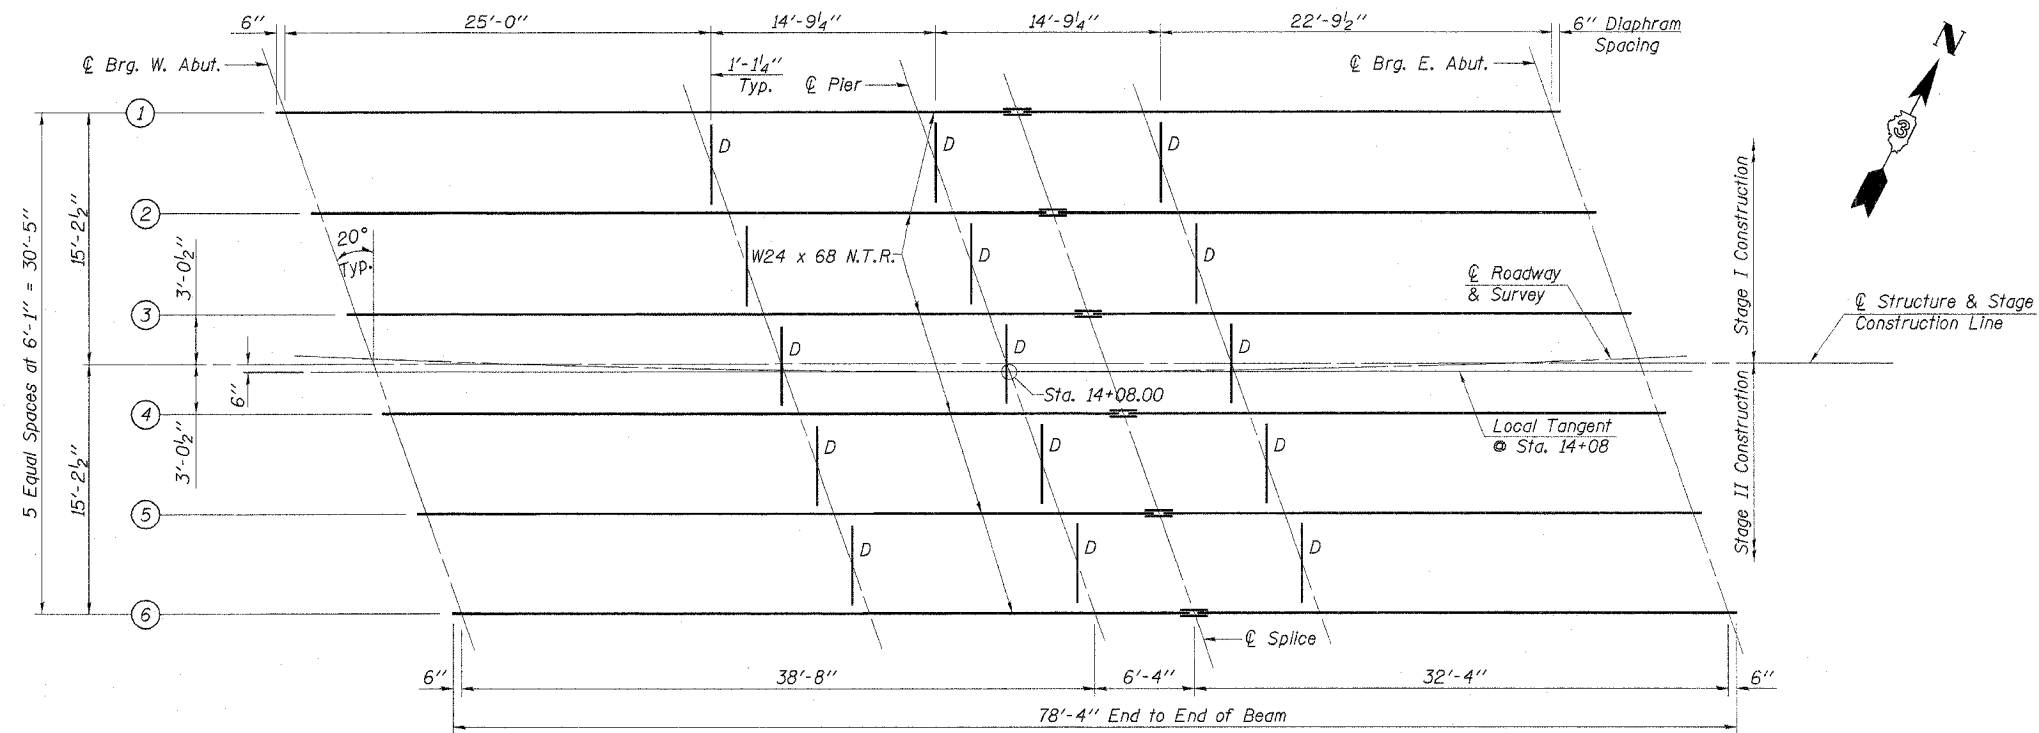 6" 25'-0" 14'-9¼" 14'-9¼" 22'-9½" 6" Diaphram
Spacing
℄ Brg. W. Abut.
1'-1¼"
Typ.
℄ Pier
℄ Brg. E. Abut.
N
3
1
D D D
2
20°
Typ.
W24 x 68 N.T.R.
D D D
5 Equal Spaces at 6'-1" = 30'-5"
15'-2½"
3'-0½"
℄ Roadway
& Survey
Stage I Construction
℄ Structure & Stage
Construction Line
3
D D D
6"
Sta. 14+08.00
4
15'-2½"
3'-0½"
Local Tangent
@ Sta. 14+08
Stage II Construction
D D D
5
D D D
6
℄ Splice
6" 38'-8" 6'-4" 32'-4" 6"
78'-4" End to End of Beam